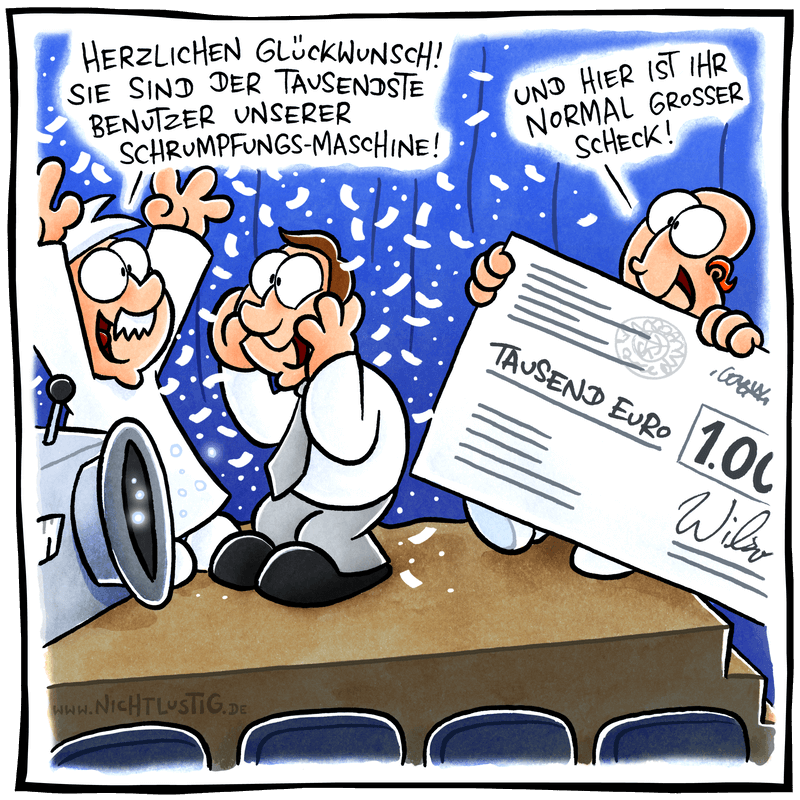 HERZLICHEN GLÜCKWUNSCH!
SIE SIND DER TAUSENDSTE
BENUTZER UNSERER
SCHRUMPFUNGS-MASCHINE!
UND HIER IST IHR
NORMAL GROSSER
SCHECK!
TAUSEND EURO
1.00
www.NICHTLUSTIG.DE